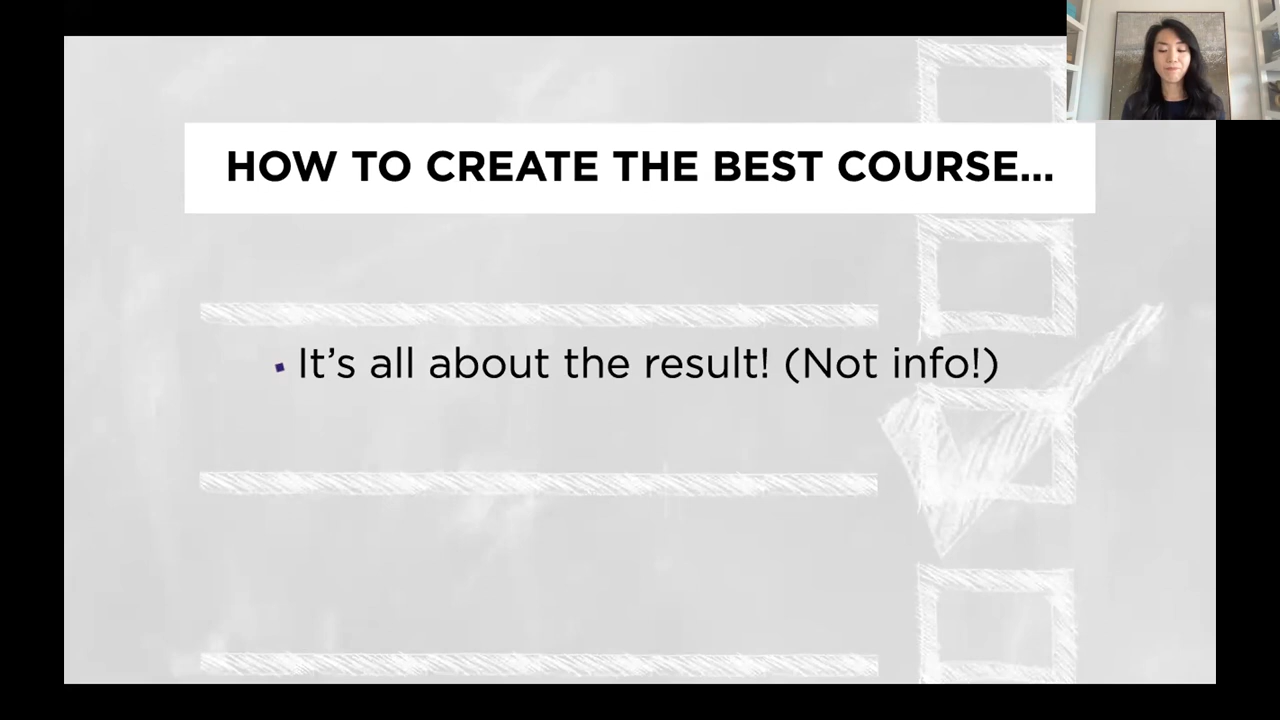 HOW TO CREATE THE BEST COURSE...
▪ It's all about the result! (Not info!)